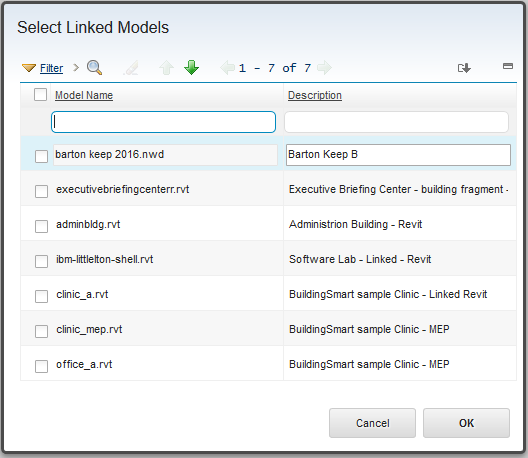 Select Linked Models
Filter 1 - 7 of 7
Model Name Description
barton keep 2016.nwd Barton Keep B
executivebriefingcenterr.rvt Executive Briefing Center - building fragment -
adminbldg.rvt Administrion Building - Revit
ibm-littlelton-shell.rvt Software Lab - Linked - Revit
clinic_a.rvt BuildingSmart sample Clinic - Linked Revit
clinic_mep.rvt BuildingSmart sample Clinic - MEP
office_a.rvt BuildingSmart sample Clinic - MEP
Cancel OK